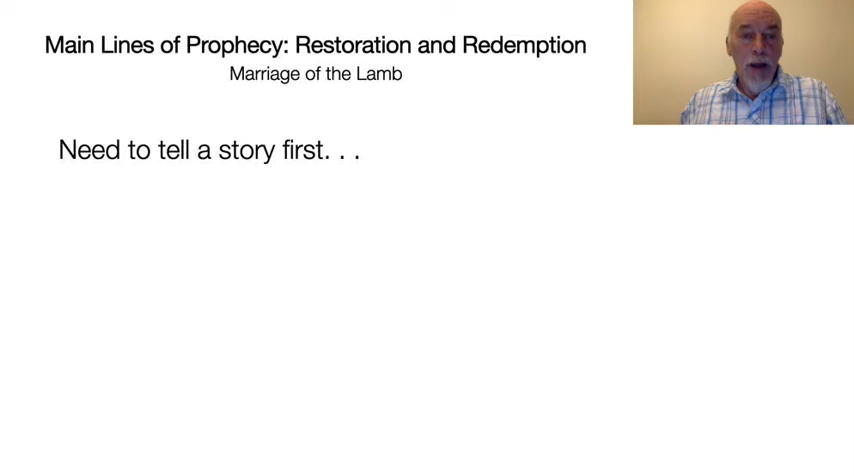 Main Lines of Prophecy: Restoration and Redemption
Marriage of the Lamb
Need to tell a story first. . .